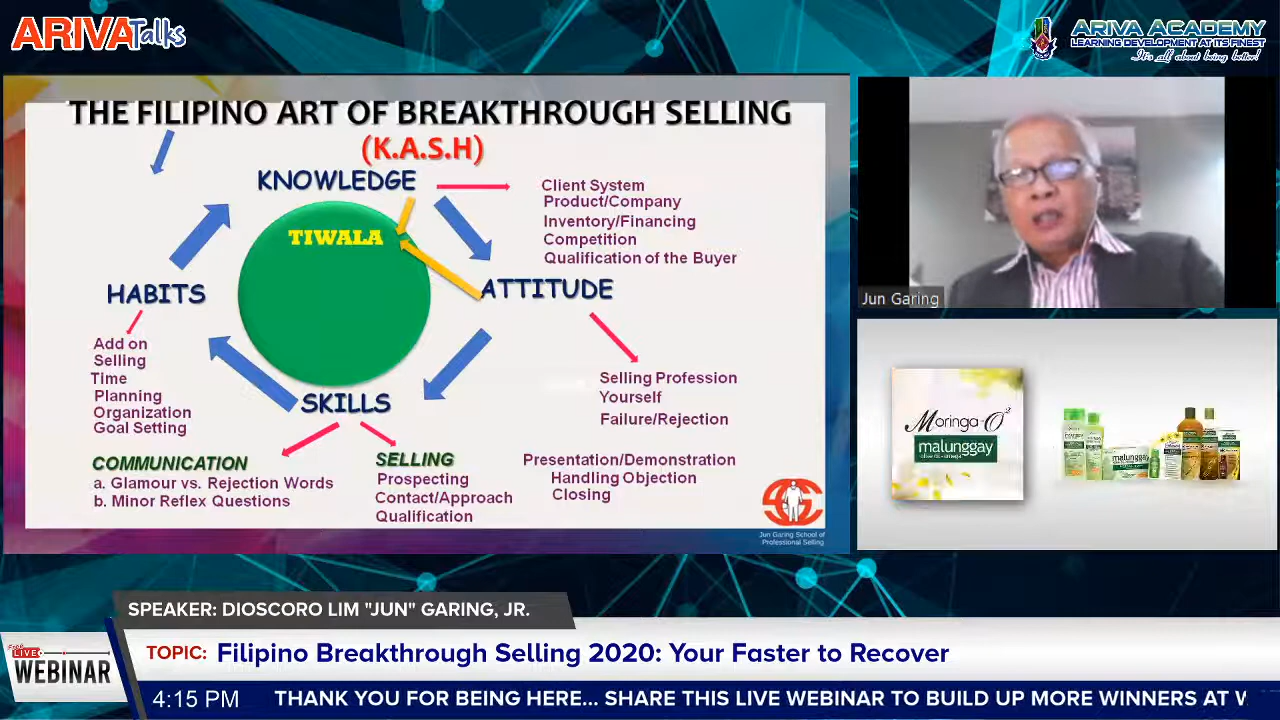 ARIVATalks
ARIVA ACADEMY
LEARNING DEVELOPMENT AT ITS FINEST
It's all about being better!
THE FILIPINO ART OF BREAKTHROUGH SELLING
(K.A.S.H)
KNOWLEDGE
Client System
Product/Company
Inventory/Financing
Competition
Qualification of the Buyer
TIWALA
HABITS
ATTITUDE
Add on
Selling
Time
Planning
Organization
Goal Setting
Selling Profession
Yourself
Failure/Rejection
SKILLS
COMMUNICATION
a. Glamour vs. Rejection Words
b. Minor Reflex Questions
SELLING
Prospecting
Contact/Approach
Qualification
Presentation/Demonstration
Handling Objection
Closing
Jun Garing School of
Professional Selling
Jun Garing
Moringa-O²
malunggay
malunggay
SPEAKER: DIOSCORO LIM "JUN" GARING, JR.
Free
LIVE
WEBINAR
TOPIC: Filipino Breakthrough Selling 2020: Your Faster to Recover
4:15 PM THANK YOU FOR BEING HERE... SHARE THIS LIVE WEBINAR TO BUILD UP MORE WINNERS AT W